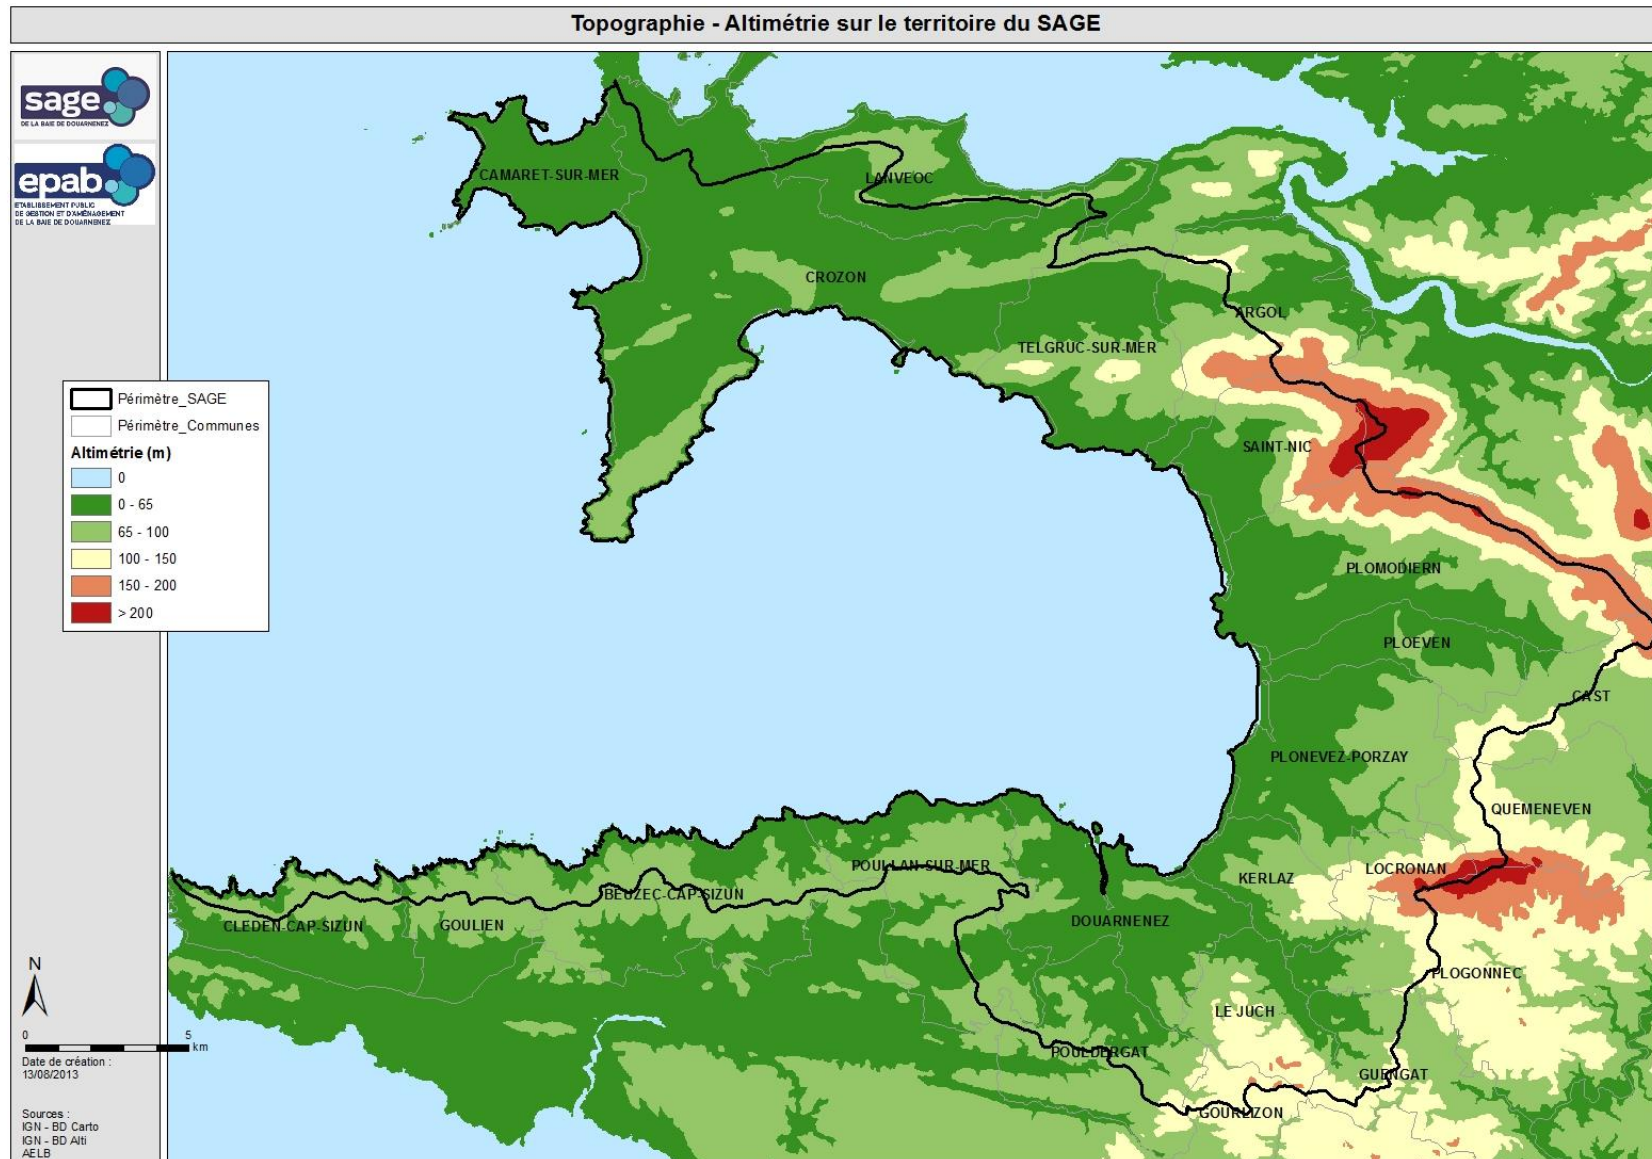 Topographie - Altimétrie sur le territoire du SAGE
sage
DE LA BAIE DE DOUARNENEZ
epab
ETABLISSEMENT PUBLIC
DE GESTION ET D'AMÉNAGEMENT
DE LA BAIE DE DOUARNENEZ
CAMARET-SUR-MER
LANVEOC
CROZON
ARGOL
TELGRUC-SUR-MER
SAINT-NIC
Périmètre_SAGE
Périmètre_Communes
Altimétrie (m)
0
0 - 65
65 - 100
100 - 150
150 - 200
> 200
PLOMODIERN
PLOEVEN
CAST
PLONEVEZ-PORZAY
QUEMENEVEN
POULLAN-SUR-MER
LOCRONAN
KERLAZ
BEUZEC-CAP-SIZUN
CLEDEN-CAP-SIZUN
GOULIEN
DOUARNENEZ
PLOGONNEC
LE JUCH
POULDERGAT
GUENGAT
GOURLIZON
N
0 5
km
Date de création :
13/08/2013
Sources :
IGN - BD Carto
IGN - BD Alti
AELB